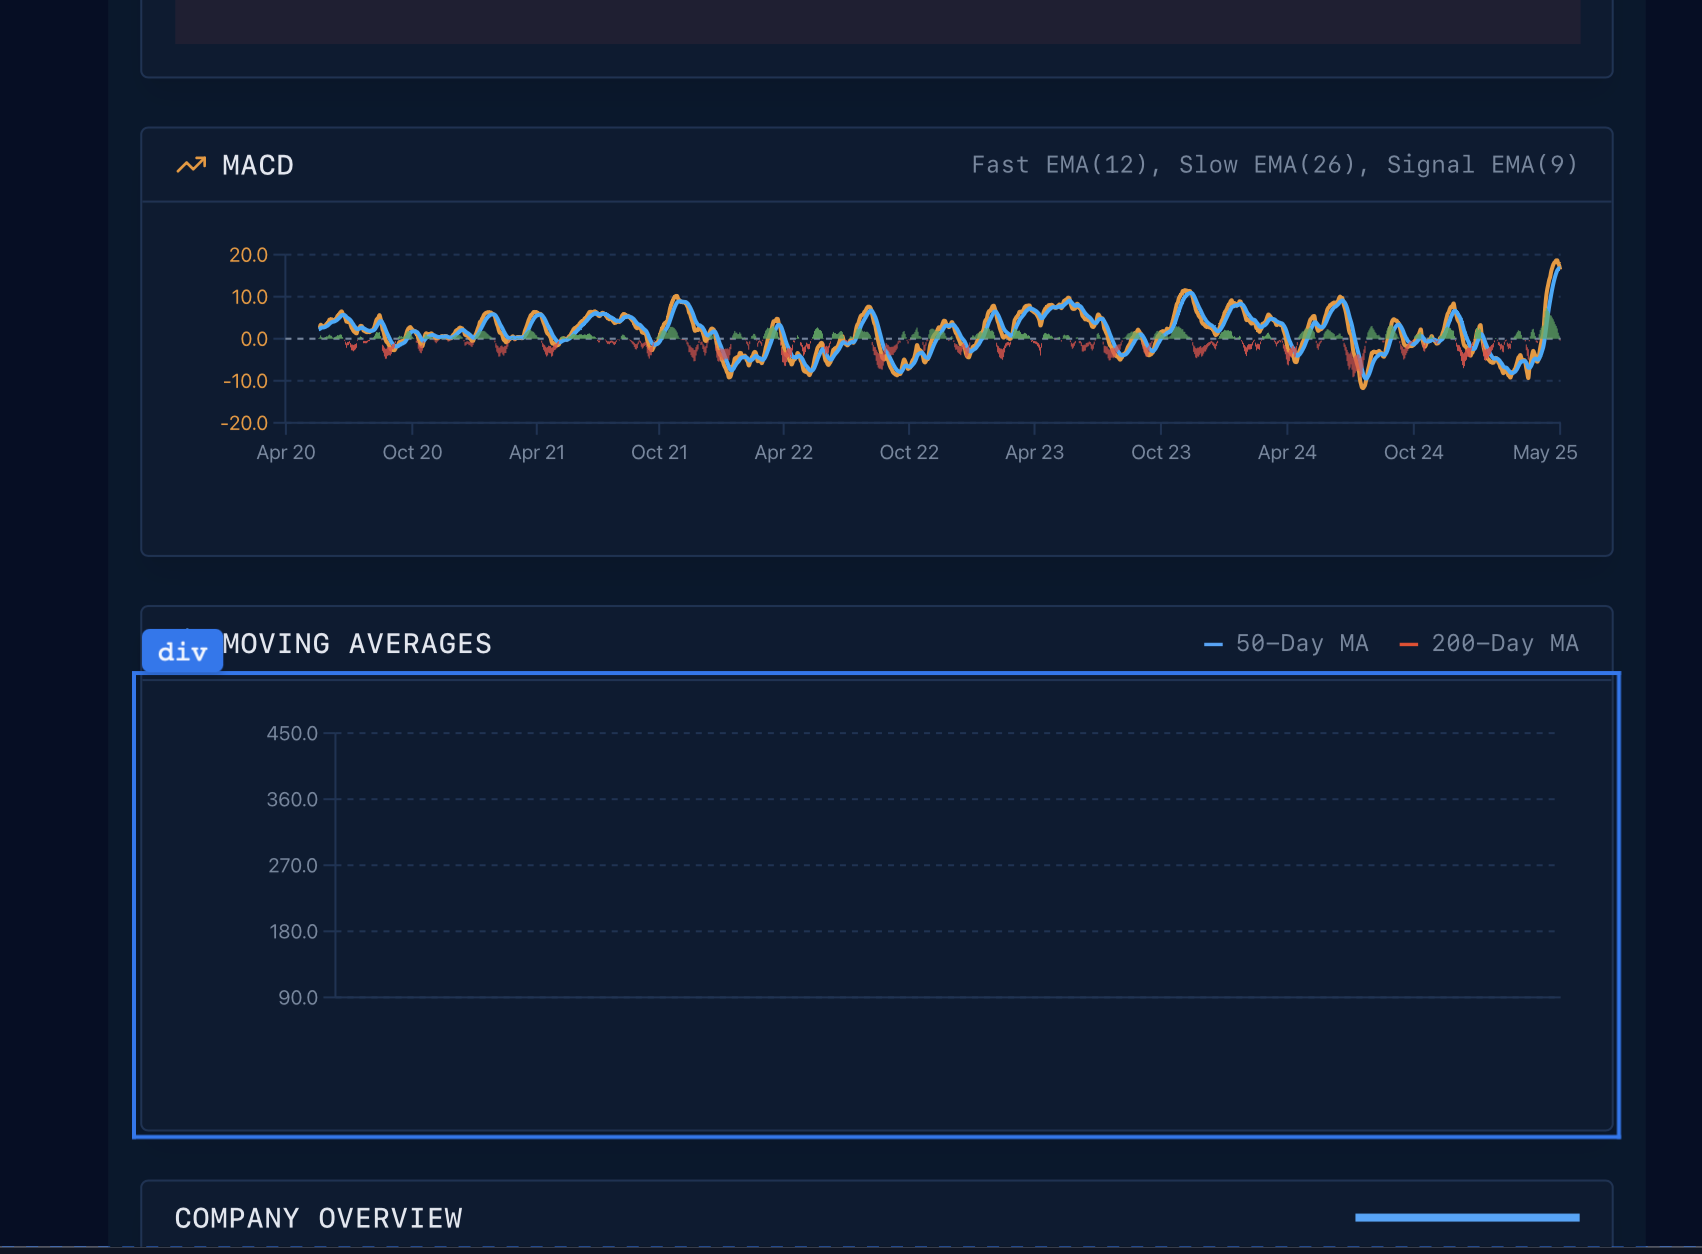 MACD
Fast EMA(12), Slow EMA(26), Signal EMA(9)
20.0
10.0
0.0
-10.0
-20.0
Apr 20 Oct 20 Apr 21 Oct 21 Apr 22 Oct 22 Apr 23 Oct 23 Apr 24 Oct 24 May 25
div
MOVING AVERAGES
50-Day MA 200-Day MA
450.0
360.0
270.0
180.0
90.0
COMPANY OVERVIEW